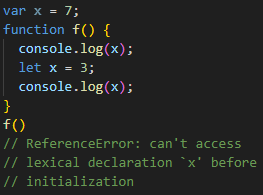 var x = 7;
function f() {
  console.log(x);
  let x = 3;
  console.log(x);
}
f()
// ReferenceError: can't access
// lexical declaration `x' before
// initialization